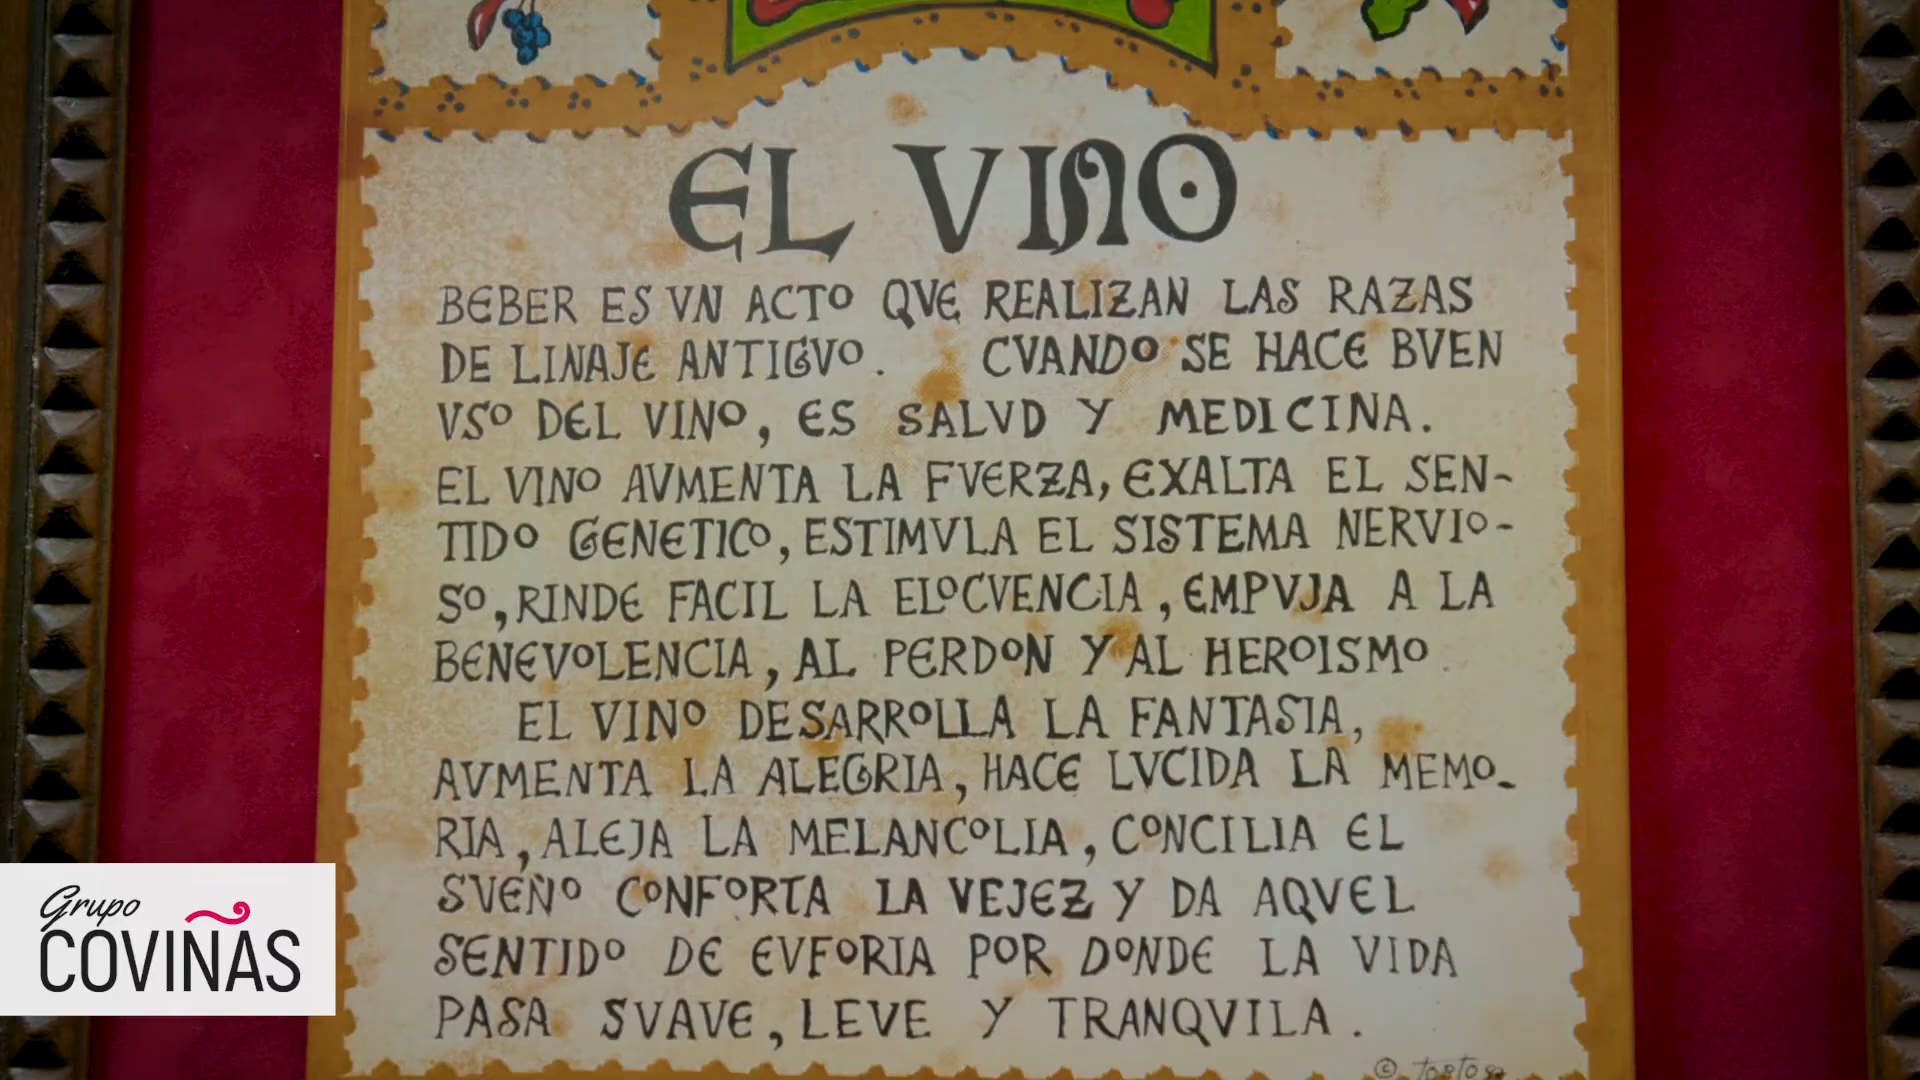 EL VINO
BEBER ES VN ACTO QVE REALIZAN LAS RAZAS
DE LINAJE ANTIGVO. CVANDO SE HACE BVEN
VSO DEL VINO, ES SALVD Y MEDICINA.
EL VINO AVMENTA LA FVERZA, EXALTA EL SEN-
TIDO GENETICO, ESTIMVLA EL SISTEMA NERVIO-
SO, RINDE FACIL LA ELOCVENCIA, EMPVJA A LA
BENEVOLENCIA, AL PERDON Y AL HEROISMO.
EL VINO DESARROLLA LA FANTASIA,
AVMENTA LA ALEGRIA, HACE LVCIDA LA MEMO-
RIA, ALEJA LA MELANCOLIA, CONCILIA EL
SVEÑO CONFORTA LA VEJEZ Y DA AQVEL
SENTIDO DE EVFORIA POR DONDE LA VIDA
PASA SVAVE, LEVE Y TRANQVILA.
Grupo
COVIÑAS